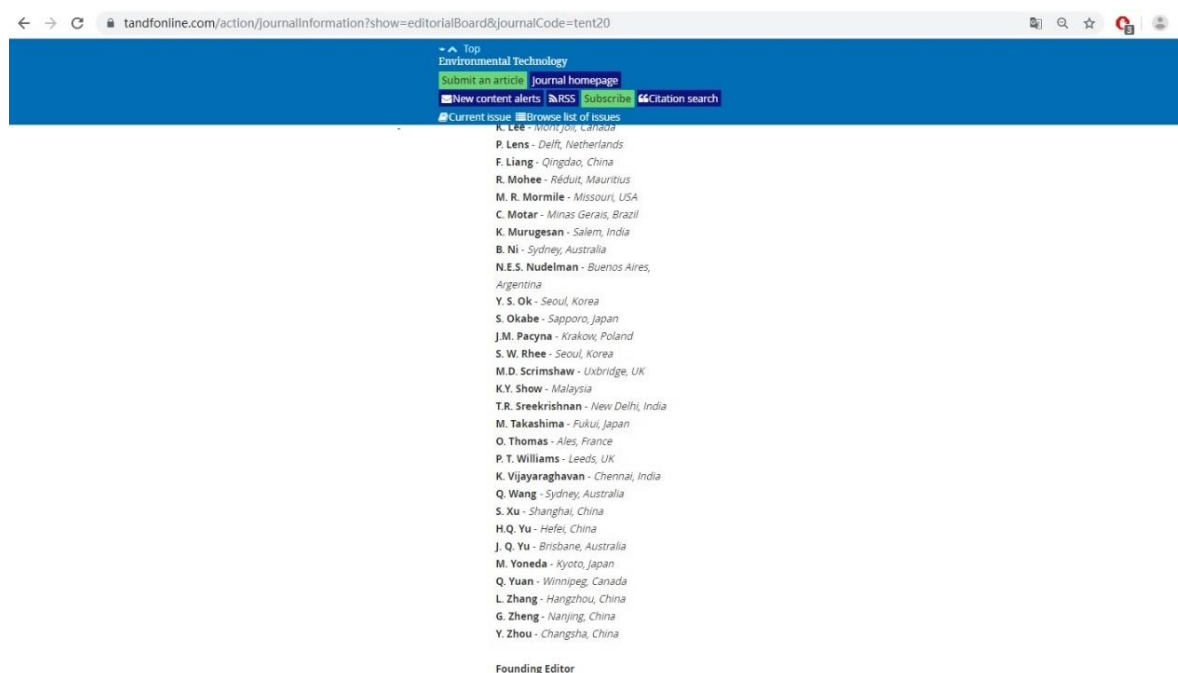 tandfonline.com/action/journalInformation?show=editorialBoard&journalCode=tent20
Top
Environmental Technology
Submit an article Journal homepage
New content alerts RSS Subscribe Citation search
Current issue Browse list of issues
K. Lee - Mont Joli, Canada
P. Lens - Delft, Netherlands
F. Liang - Qingdao, China
R. Mohee - Réduit, Mauritius
M. R. Mormile - Missouri, USA
C. Motar - Minas Gerais, Brazil
K. Murugesan - Salem, India
B. Ni - Sydney, Australia
N.E.S. Nudelman - Buenos Aires,
Argentina
Y. S. Ok - Seoul, Korea
S. Okabe - Sapporo, Japan
J.M. Pacyna - Krakow, Poland
S. W. Rhee - Seoul, Korea
M.D. Scrimshaw - Uxbridge, UK
K.Y. Show - Malaysia
T.R. Sreekrishnan - New Delhi, India
M. Takashima - Fukui, Japan
O. Thomas - Ales, France
P. T. Williams - Leeds, UK
K. Vijayaraghavan - Chennai, India
Q. Wang - Sydney, Australia
S. Xu - Shanghai, China
H.Q. Yu - Hefei, China
J. Q. Yu - Brisbane, Australia
M. Yoneda - Kyoto, Japan
Q. Yuan - Winnipeg, Canada
L. Zhang - Hangzhou, China
G. Zheng - Nanjing, China
Y. Zhou - Changsha, China
Founding Editor